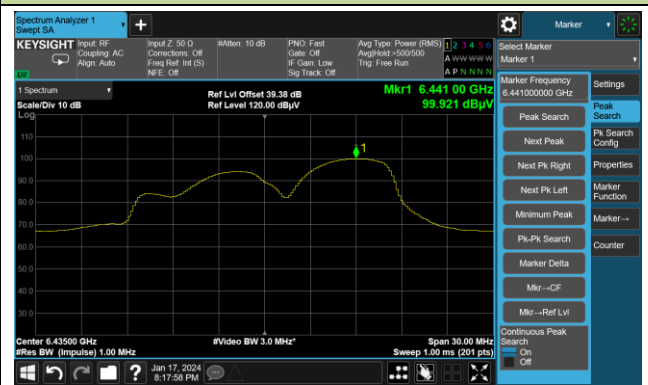 Spectrum Analyzer 1
Swept SA
Marker
KEYSIGHT
Input: RF
Coupling: AC
Align: Auto
Input Z: 50 Ω
Corrections: Off
Freq Ref: Int (S)
NFE: Off
#Atten: 10 dB
PNO: Fast
Gate: Off
IF Gain: Low
Sig Track: Off
Avg Type: Power (RMS)
Avg|Hold:>500/500
Trig: Free Run
1 2 3 4 5 6
A W W W W W
A P N N N N
Select Marker
Marker 1
1 Spectrum
Scale/Div 10 dB
Log
Ref Lvl Offset 39.38 dB
Ref Level 120.00 dBµV
Mkr1 6.441 00 GHz
99.921 dBµV
110
100
90.0
80.0
70.0
60.0
50.0
40.0
30.0
1
Center 6.43500 GHz
#Res BW (Impulse) 1.00 MHz
#Video BW 3.0 MHz*
Span 30.00 MHz
Sweep 1.00 ms (201 pts)
Marker Frequency
6.441000000 GHz
Peak Search
Next Peak
Next Pk Right
Next Pk Left
Minimum Peak
Pk-Pk Search
Marker Delta
Mkr→CF
Mkr→Ref Lvl
Continuous Peak
Search
On
Off
Settings
Peak
Search
Pk Search
Config
Properties
Marker
Function
Marker→
Counter
Jan 17, 2024
8:17:58 PM